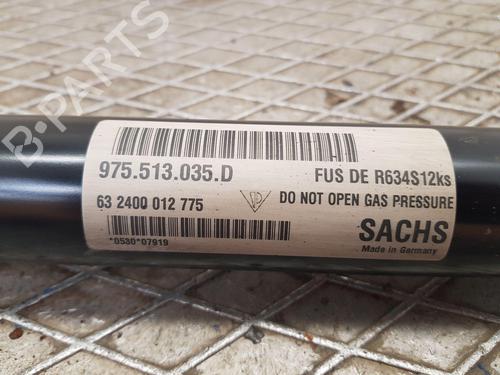 B-PARTS
975.513.035.D
FUS DE R634S12ks
63 2400 012 775
DO NOT OPEN GAS PRESSURE
*0530*07919
SACHS
Made in Germany